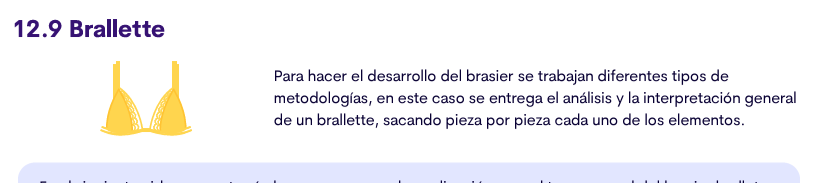 12.9 Brallette
Para hacer el desarrollo del brasier se trabajan diferentes tipos de
metodologías, en este caso se entrega el análisis y la interpretación general
de un brallette, sacando pieza por pieza cada uno de los elementos.